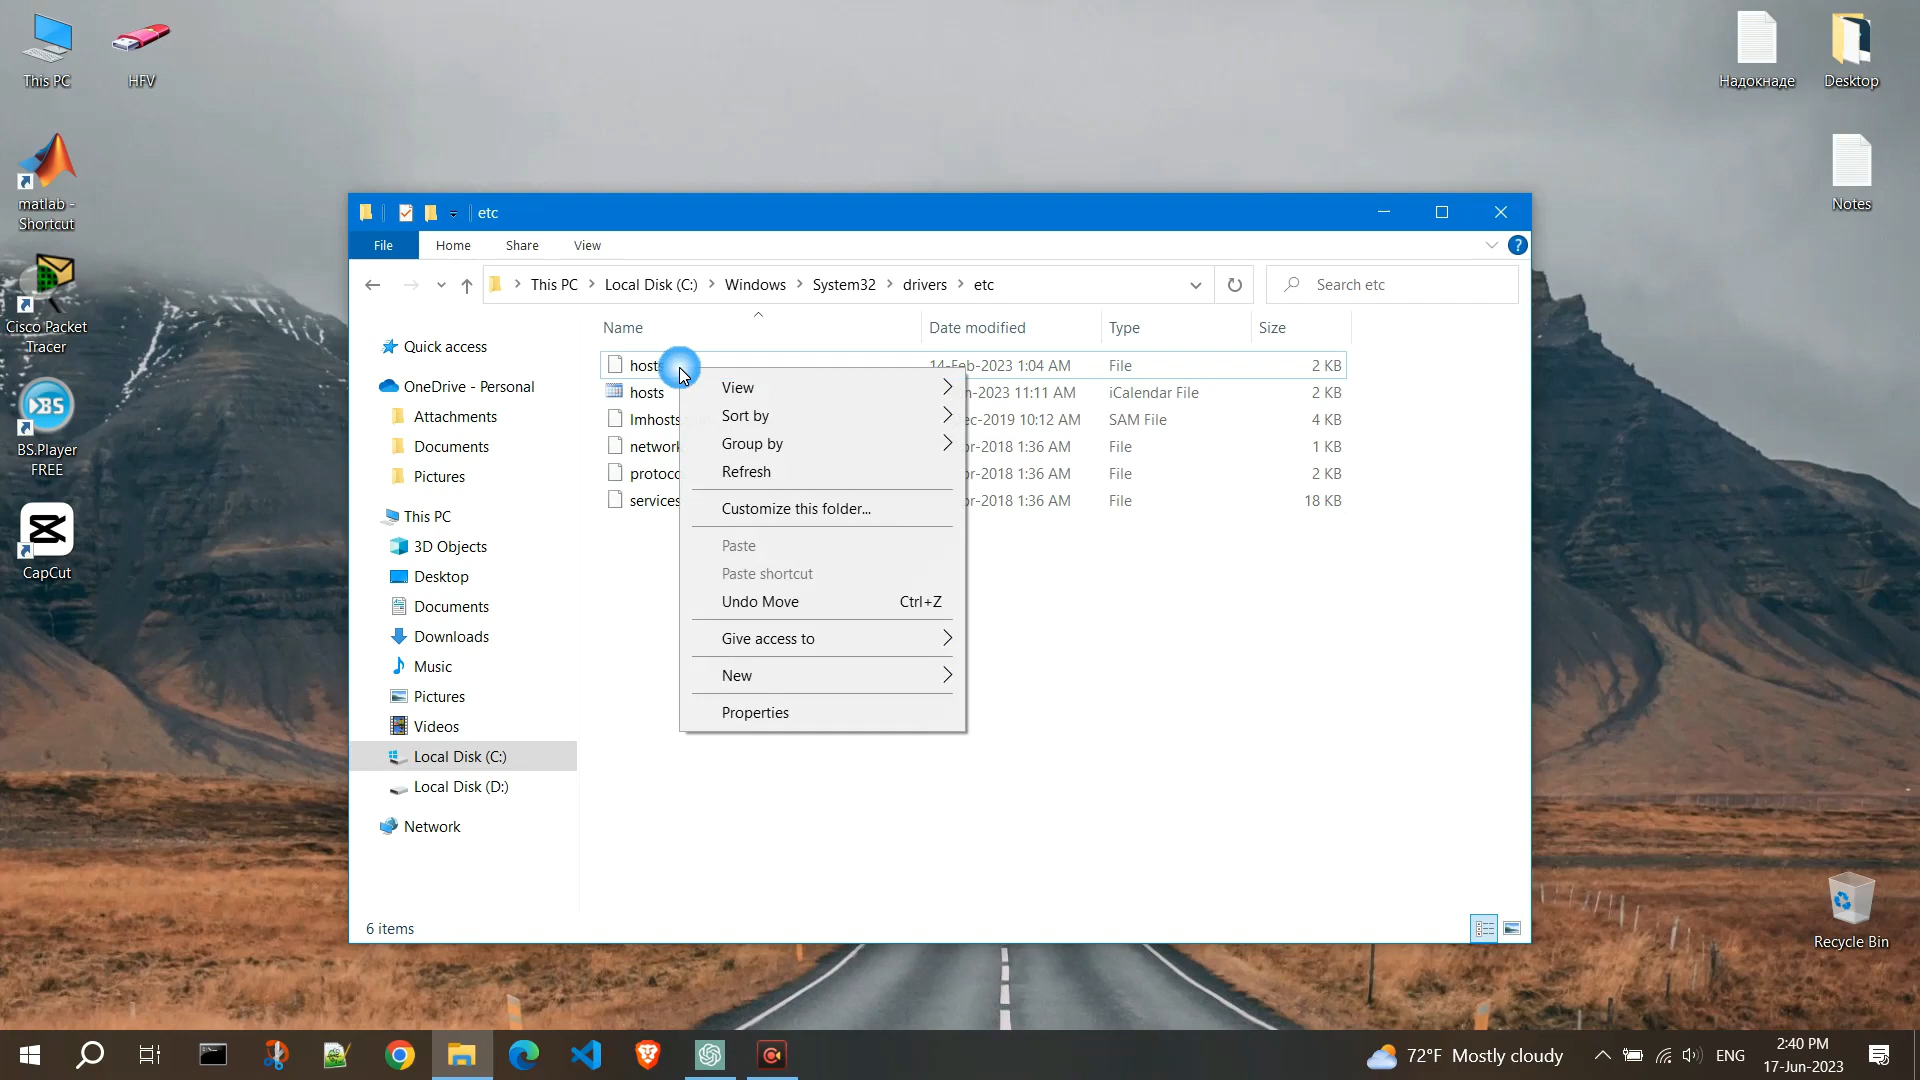 This PC
HFV
matlab -
Shortcut
Cisco Packet
Tracer
BS.Player
FREE
CapCut
Надокнаде
Desktop
Notes
Recycle Bin
etc
File Home Share View
This PC > Local Disk (C:) > Windows > System32 > drivers > etc
Search etc
Quick access
OneDrive - Personal
Attachments
Documents
Pictures
This PC
3D Objects
Desktop
Documents
Downloads
Music
Pictures
Videos
Local Disk (C:)
Local Disk (D:)
Network
Name Date modified Type Size
hosts 14-Feb-2023 1:04 AM File 2 KB
hosts -2023 11:11 AM iCalendar File 2 KB
lmhosts -2019 10:12 AM SAM File 4 KB
network -2018 1:36 AM File 1 KB
protoco -2018 1:36 AM File 2 KB
services -2018 1:36 AM File 18 KB
View
Sort by
Group by
Refresh
Customize this folder...
Paste
Paste shortcut
Undo Move Ctrl+Z
Give access to
New
Properties
6 items
72°F Mostly cloudy
ENG
2:40 PM
17-Jun-2023